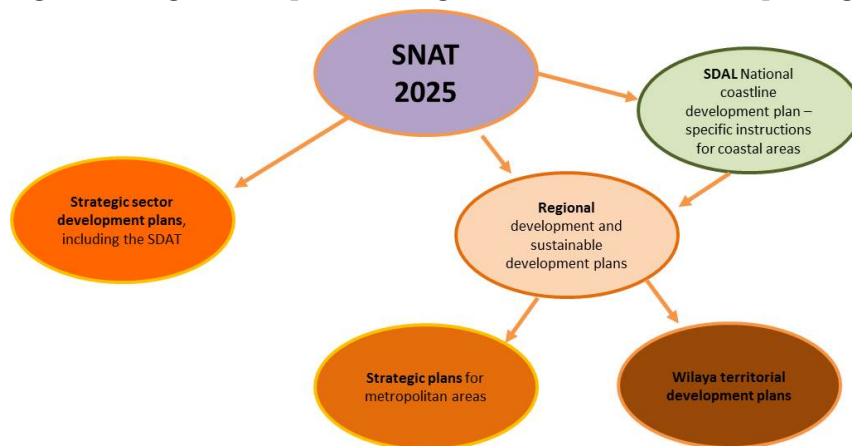 SNAT
2025
SDAL National
coastline
development plan –
specific instructions
for coastal areas
Strategic sector
development plans,
including the SDAT
Regional
development and
sustainable
development plans
Strategic plans for
metropolitan areas
Wilaya territorial
development plans